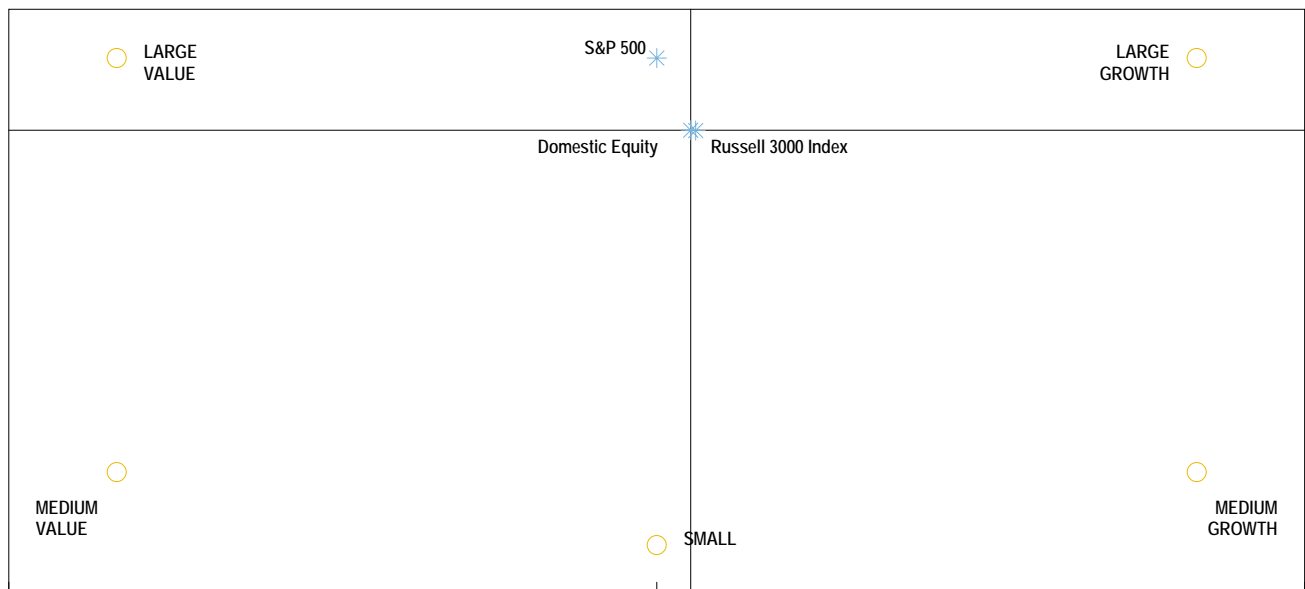 LARGE
VALUE
S&P 500
LARGE
GROWTH
Domestic Equity
Russell 3000 Index
MEDIUM
VALUE
SMALL
MEDIUM
GROWTH